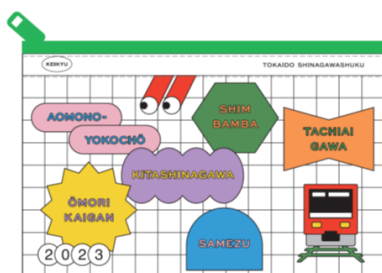 KEIKYU
TOKAIDO SHINAGAWASHUKU
AOMONO-
YOKOCHŌ
SHIM
BAMBA
TACHIAI
GAWA
KITASHINAGAWA
ŌMORI
KAIGAN
SAMEZU
2023